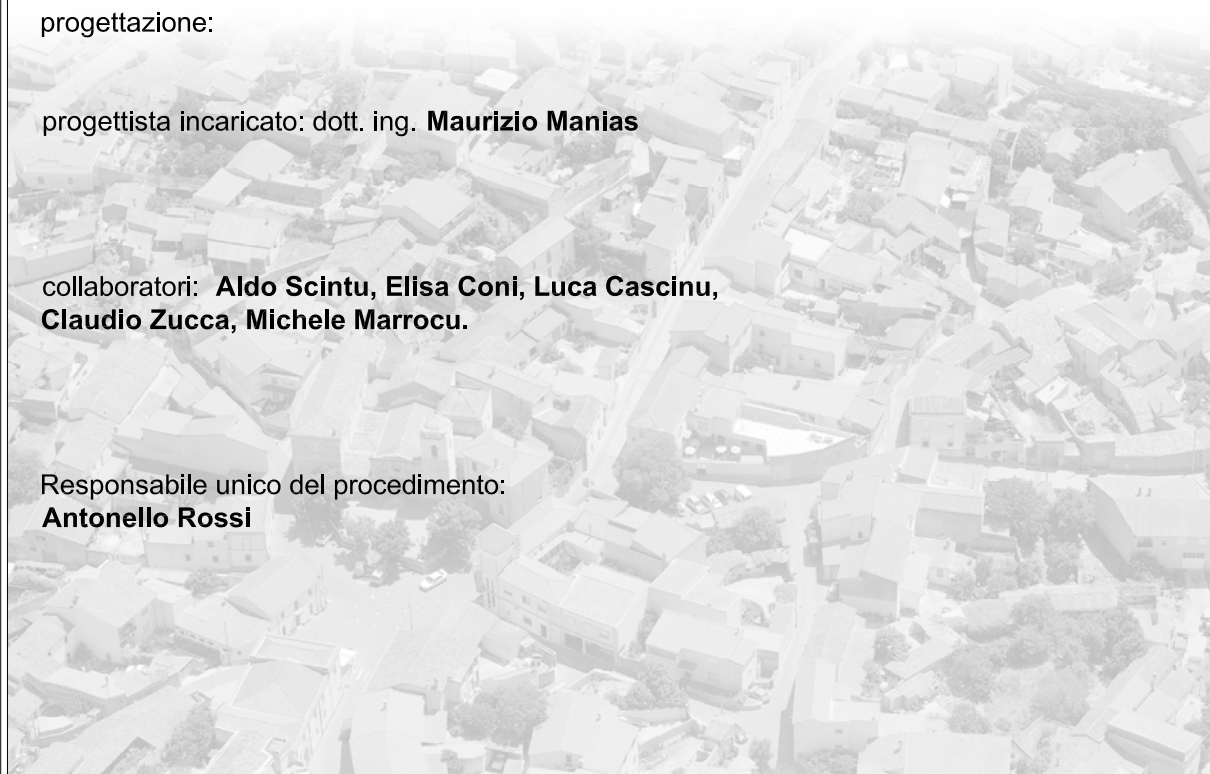 progettazione:
progettista incaricato: dott. ing. Maurizio Manias
collaboratori: Aldo Scintu, Elisa Coni, Luca Cascinu,
Claudio Zucca, Michele Marrocu.
Responsabile unico del procedimento:
Antonello Rossi